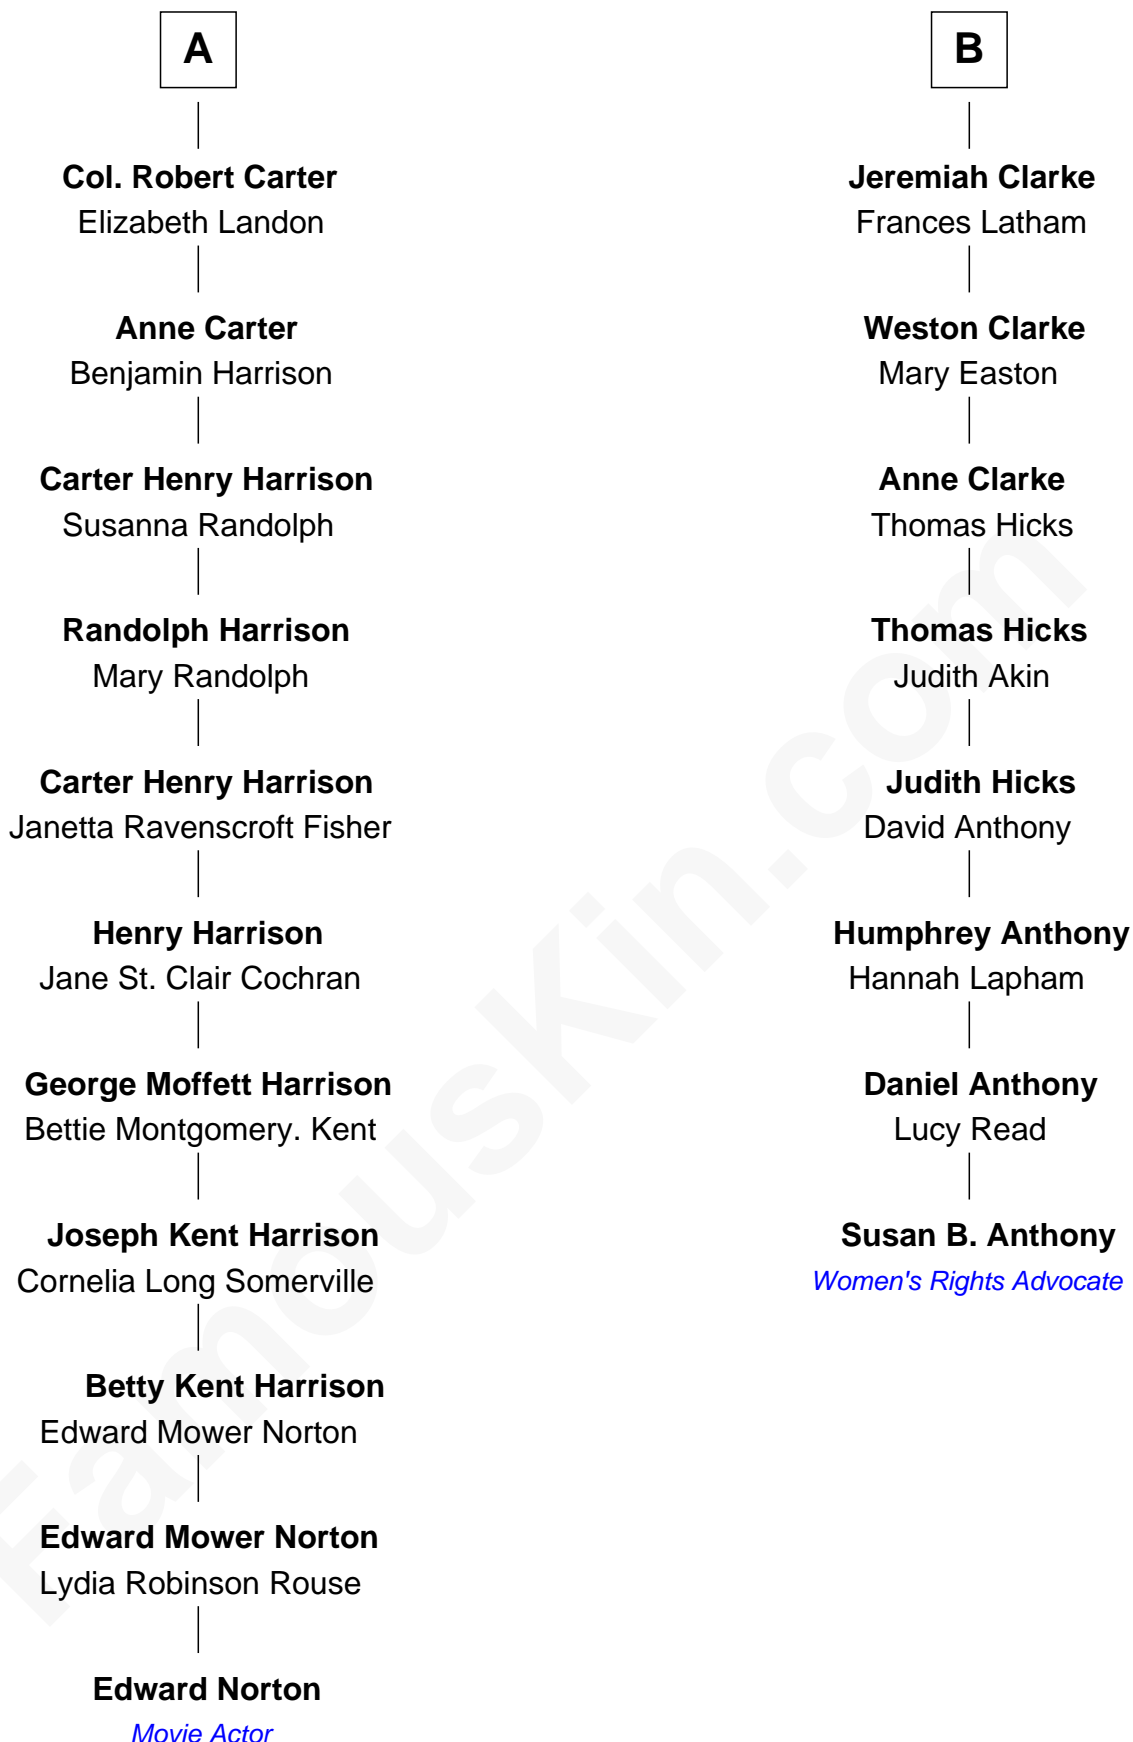 A
Col. Robert Carter
Elizabeth Landon
Anne Carter
Benjamin Harrison
Carter Henry Harrison
Susanna Randolph
Randolph Harrison
Mary Randolph
Carter Henry Harrison
Janetta Ravenscroft Fisher
Henry Harrison
Jane St. Clair Cochran
George Moffett Harrison
Bettie Montgomery. Kent
Joseph Kent Harrison
Cornelia Long Somerville
Betty Kent Harrison
Edward Mower Norton
Edward Mower Norton
Lydia Robinson Rouse
Edward Norton
Movie Actor
B
Jeremiah Clarke
Frances Latham
Weston Clarke
Mary Easton
Anne Clarke
Thomas Hicks
Thomas Hicks
Judith Akin
Judith Hicks
David Anthony
Humphrey Anthony
Hannah Lapham
Daniel Anthony
Lucy Read
Susan B. Anthony
Women's Rights Advocate
FamousKin.com